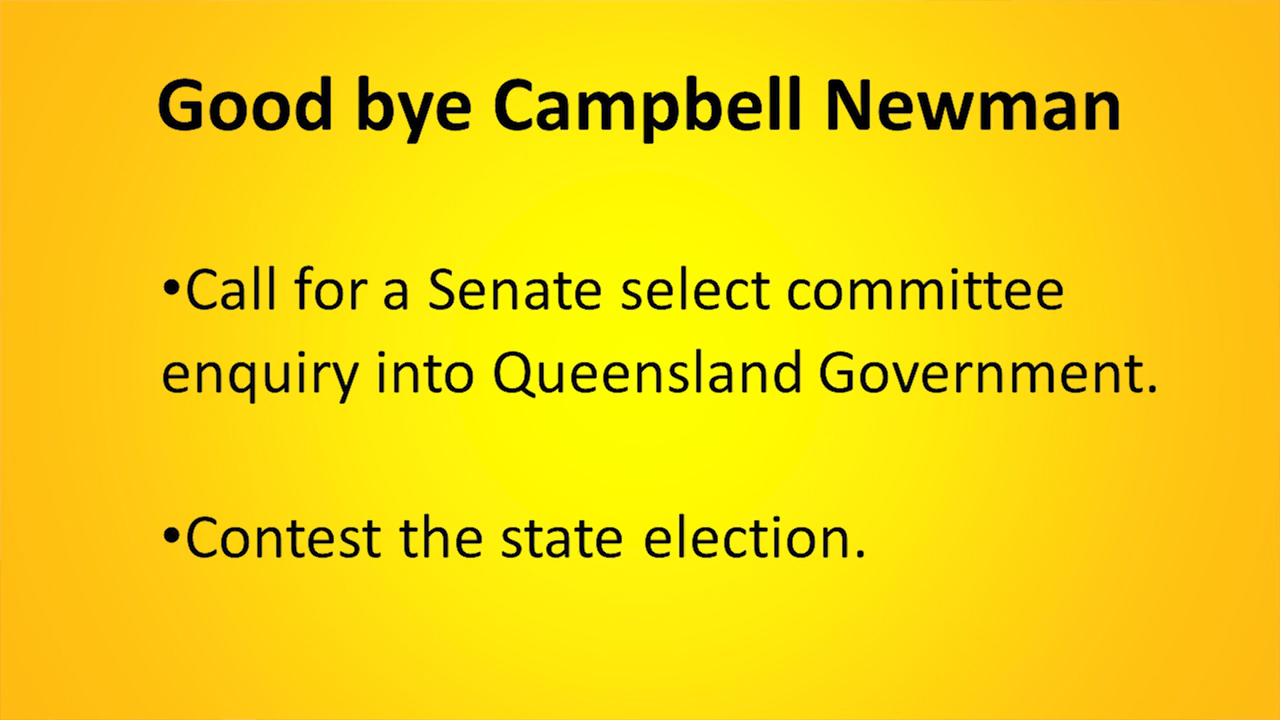 Good bye Campbell Newman
•Call for a Senate select committee
enquiry into Queensland Government.
•Contest the state election.